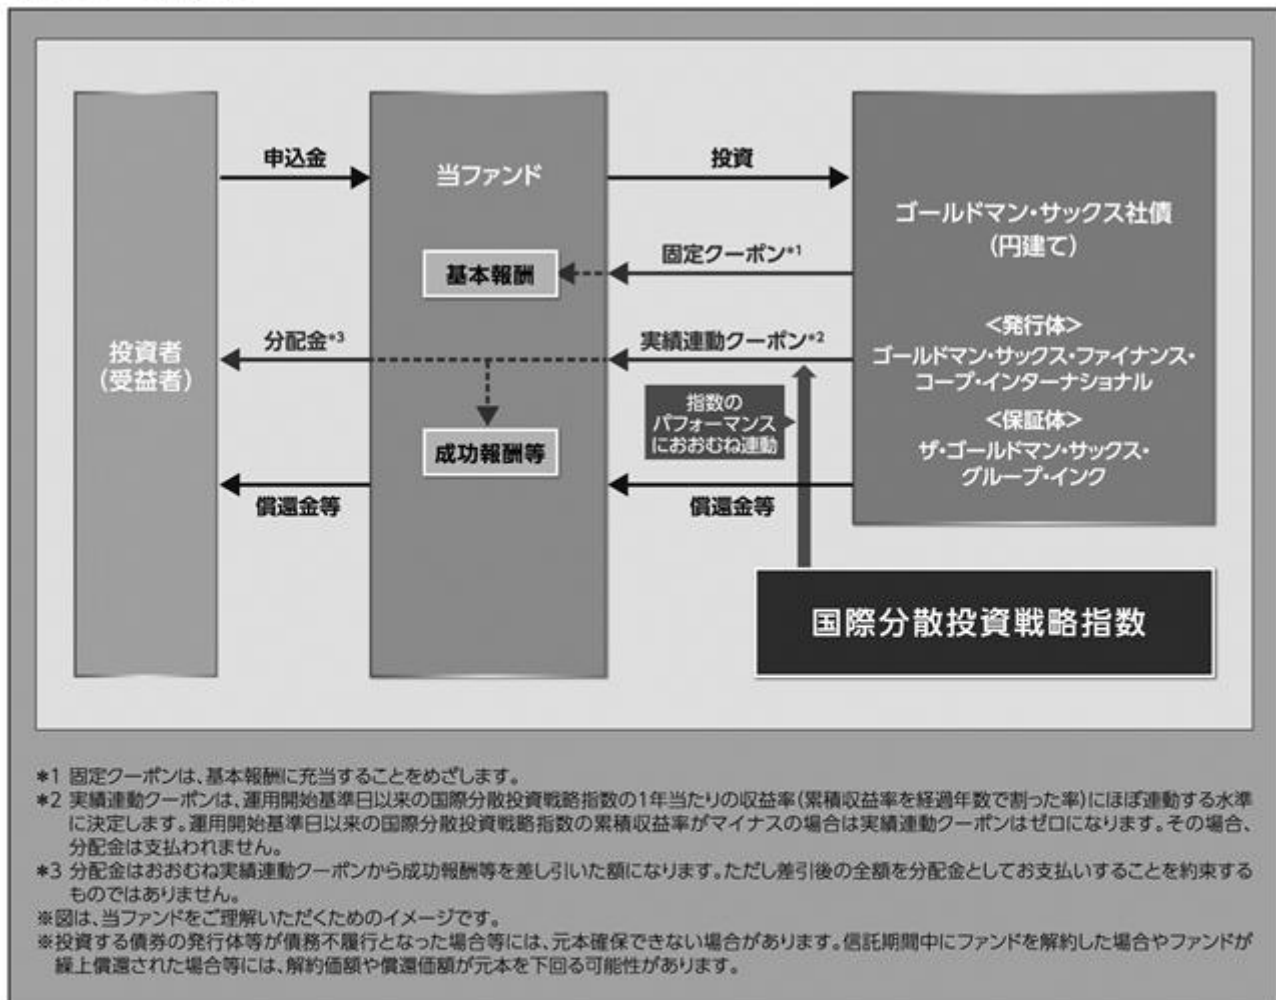 申込金
当ファンド
投資
ゴールドマン・サックス社債
(円建て)
固定クーポン*1
基本報酬
<発行体>
ゴールドマン・サックス・ファイナンス・
コープ・インターナショナル
分配金*3
実績連動クーポン*2
投資者
(受益者)
指数の
パフォーマンス
におおむね連動
<保証体>
ザ・ゴールドマン・サックス・
グループ・インク
成功報酬等
償還金等
償還金等
国際分散投資戦略指数
*1 固定クーポンは、基本報酬に充当することをめざします。
*2 実績連動クーポンは、運用開始基準日以来の国際分散投資戦略指数の1年当たりの収益率(累積収益率を経過年数で割った率)にほぼ連動する水準
に決定します。運用開始基準日以来の国際分散投資戦略指数の累積収益率がマイナスの場合は実績連動クーポンはゼロになります。その場合、
分配金は支払われません。
*3 分配金はおおむね実績連動クーポンから成功報酬等を差し引いた額になります。ただし差引後の全額を分配金としてお支払いすることを約束する
ものではありません。
※図は、当ファンドをご理解いただくためのイメージです。
※投資する債券の発行体等が債務不履行となった場合等には、元本確保できない場合があります。信託期間中にファンドを解約した場合やファンドが
繰上償還された場合等には、解約価額や償還価額が元本を下回る可能性があります。